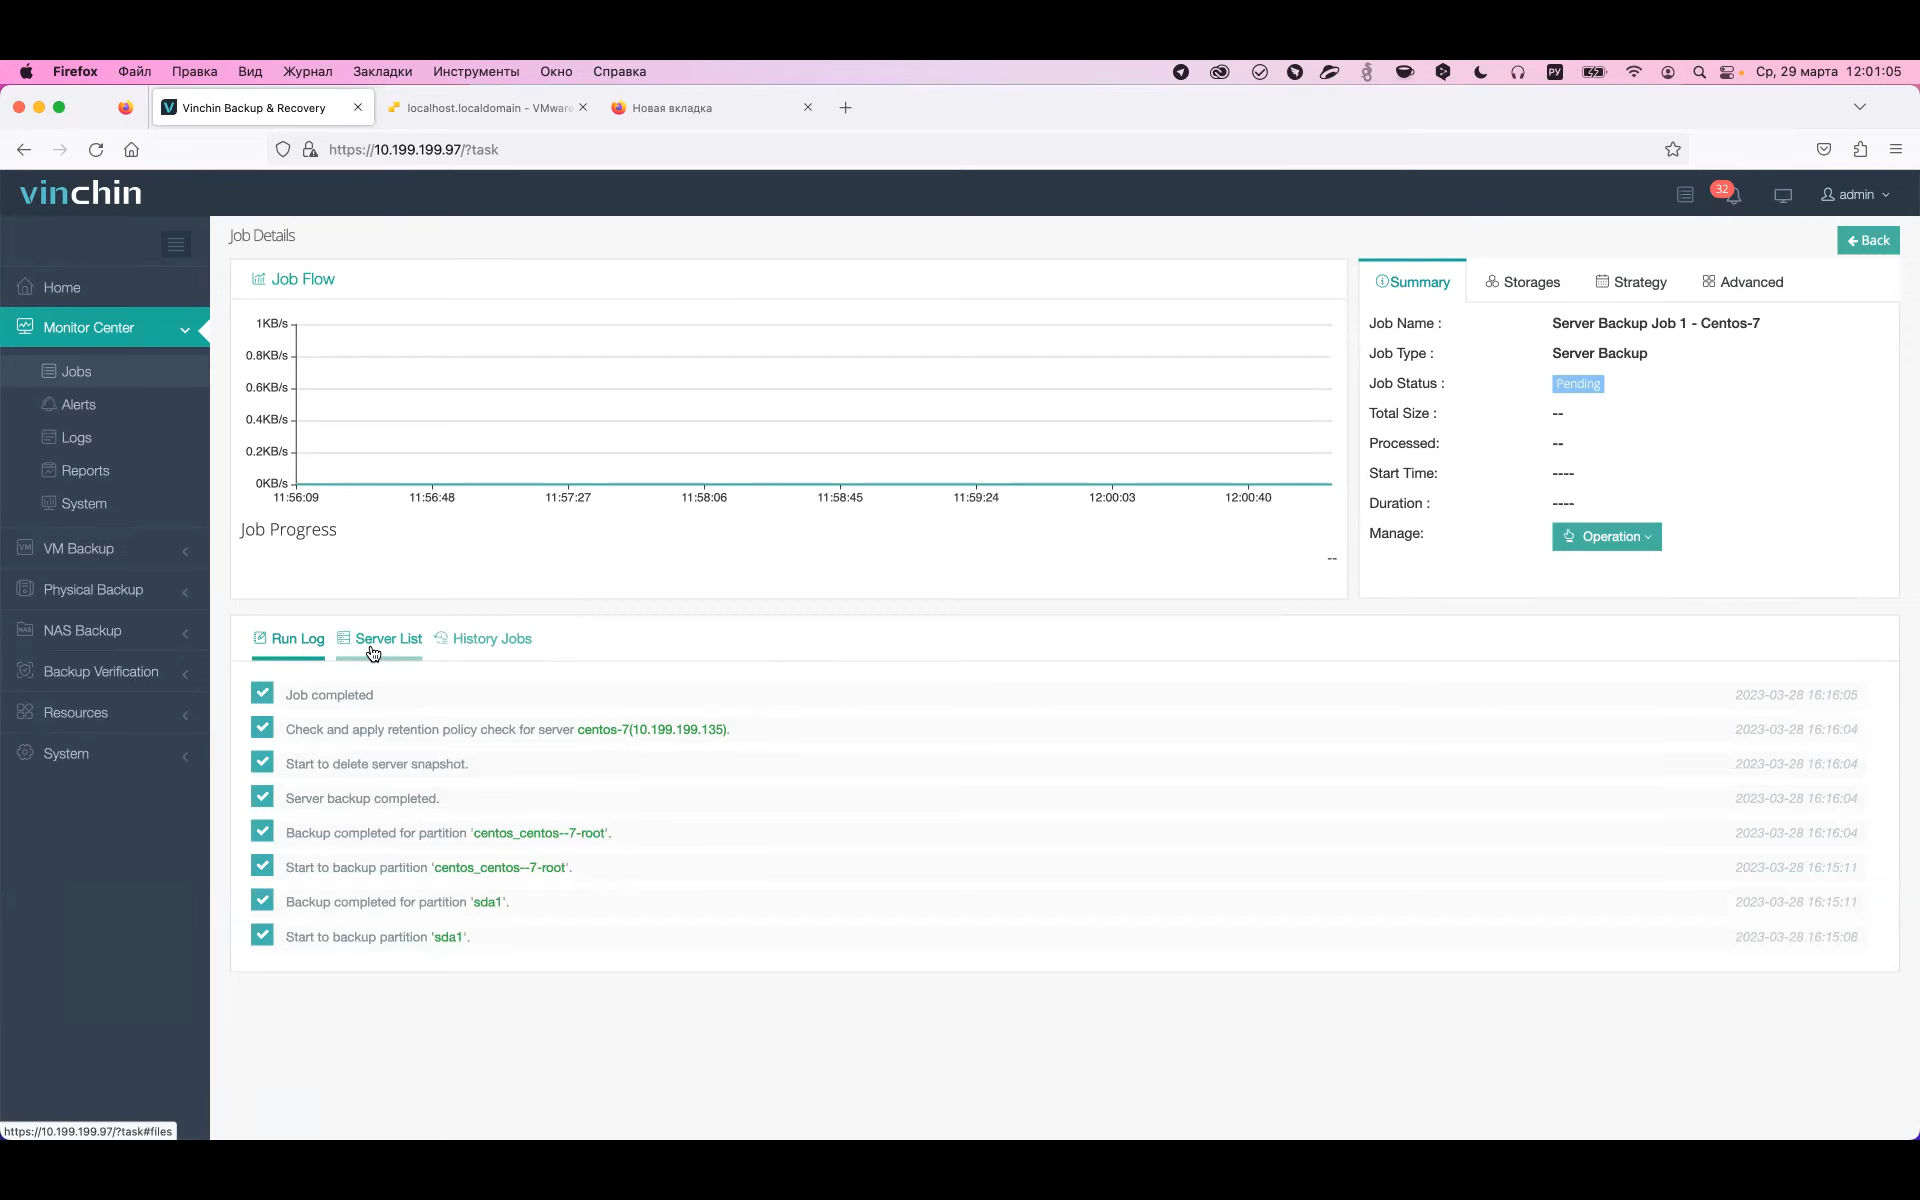 Firefox Файл Правка Вид Журнал Закладки Инструменты Окно Справка РУ Ср, 29 марта 12:01:05
Vinchin Backup & Recovery localhost.localdomain - VMware Новая вкладка
https://10.199.199.97/?task
vinchin 32 admin
Job Details
Back
Home
Monitor Center
Jobs
Alerts
Logs
Reports
System
VM Backup
Physical Backup
NAS Backup
Backup Verification
Resources
System
Job Flow
1KB/s
0.8KB/s
0.6KB/s
0.4KB/s
0.2KB/s
0KB/s
11:56:09 11:56:48 11:57:27 11:58:06 11:58:45 11:59:24 12:00:03 12:00:40
Job Progress
--
Summary Storages Strategy Advanced
Job Name : Server Backup Job 1 - Centos-7
Job Type : Server Backup
Job Status : Pending
Total Size : --
Processed: --
Start Time: ----
Duration : ----
Manage: Operation
Run Log Server List History Jobs
Job completed 2023-03-28 16:16:05
Check and apply retention policy check for server centos-7(10.199.199.135). 2023-03-28 16:16:04
Start to delete server snapshot. 2023-03-28 16:16:04
Server backup completed. 2023-03-28 16:16:04
Backup completed for partition 'centos_centos--7-root'. 2023-03-28 16:16:04
Start to backup partition 'centos_centos--7-root'. 2023-03-28 16:15:11
Backup completed for partition 'sda1'. 2023-03-28 16:15:11
Start to backup partition 'sda1'. 2023-03-28 16:15:08
https://10.199.199.97/?task#files